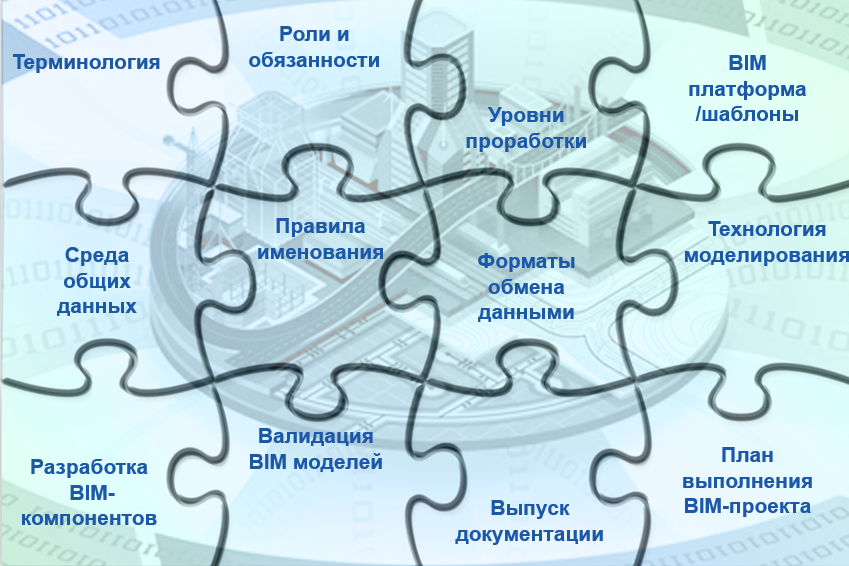 Терминология
Роли и
обязанности
Уровни
проработки
BIM
платформа
/шаблоны
Среда
общих
данных
Правила
именования
Форматы
обмена
данными
Технология
моделирования
Разработка
BIM-
компонентов
Валидация
BIM моделей
Выпуск
документации
План
выполнения
BIM-проекта